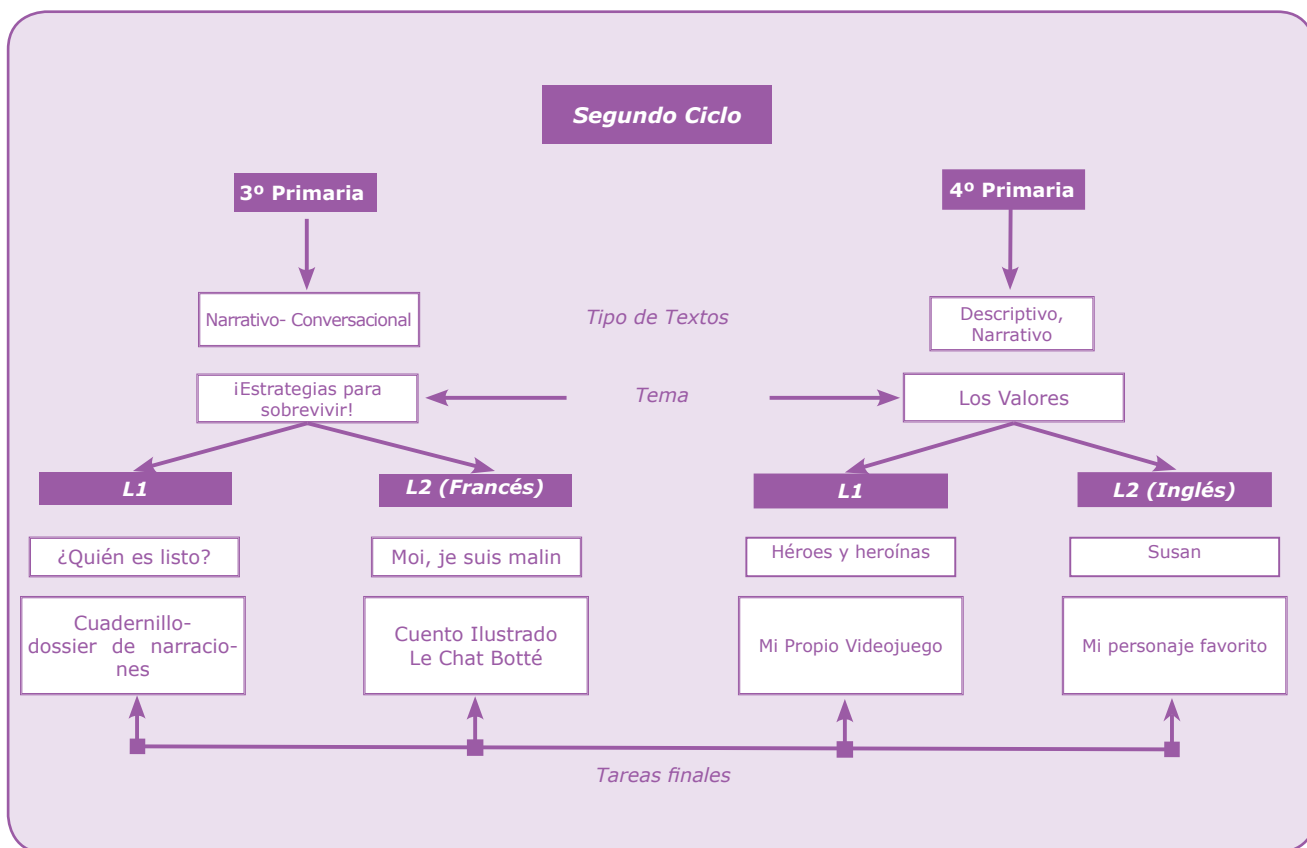 Segundo Ciclo
3º Primaria
4º Primaria
Narrativo- Conversacional
Tipo de Textos
Descriptivo,
Narrativo
¡Estrategias para
sobrevivir!
Tema
Los Valores
L1
L2 (Francés)
L1
L2 (Inglés)
¿Quién es listo?
Moi, je suis malin
Héroes y heroínas
Susan
Cuadernillo-
dossier de narracio-
nes
Cuento Ilustrado
Le Chat Botté
Mi Propio Videojuego
Mi personaje favorito
Tareas finales